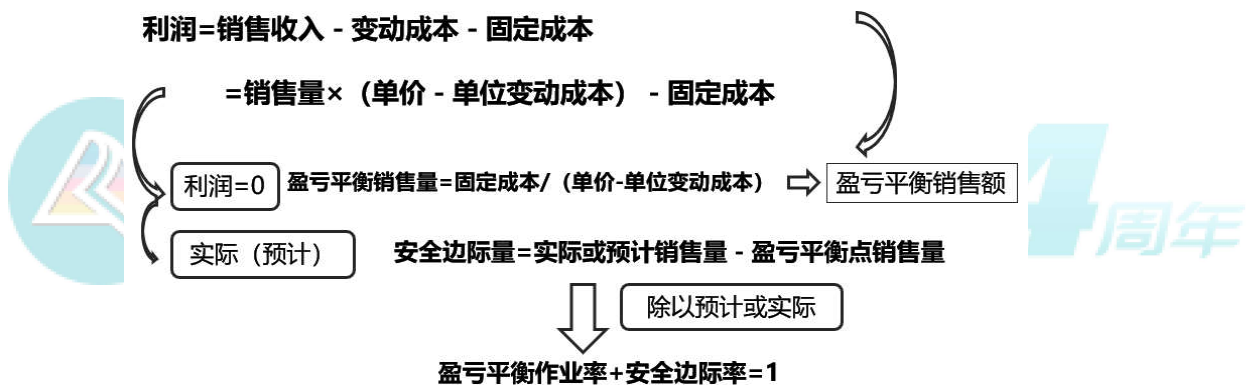 利润=销售收入 - 变动成本 - 固定成本
=销售量×（单价 - 单位变动成本） - 固定成本
利润=0 盈亏平衡销售量=固定成本/（单价-单位变动成本） 盈亏平衡销售额
4周年
实际（预计） 安全边际量=实际或预计销售量 - 盈亏平衡点销售量
除以预计或实际
盈亏平衡作业率+安全边际率=1